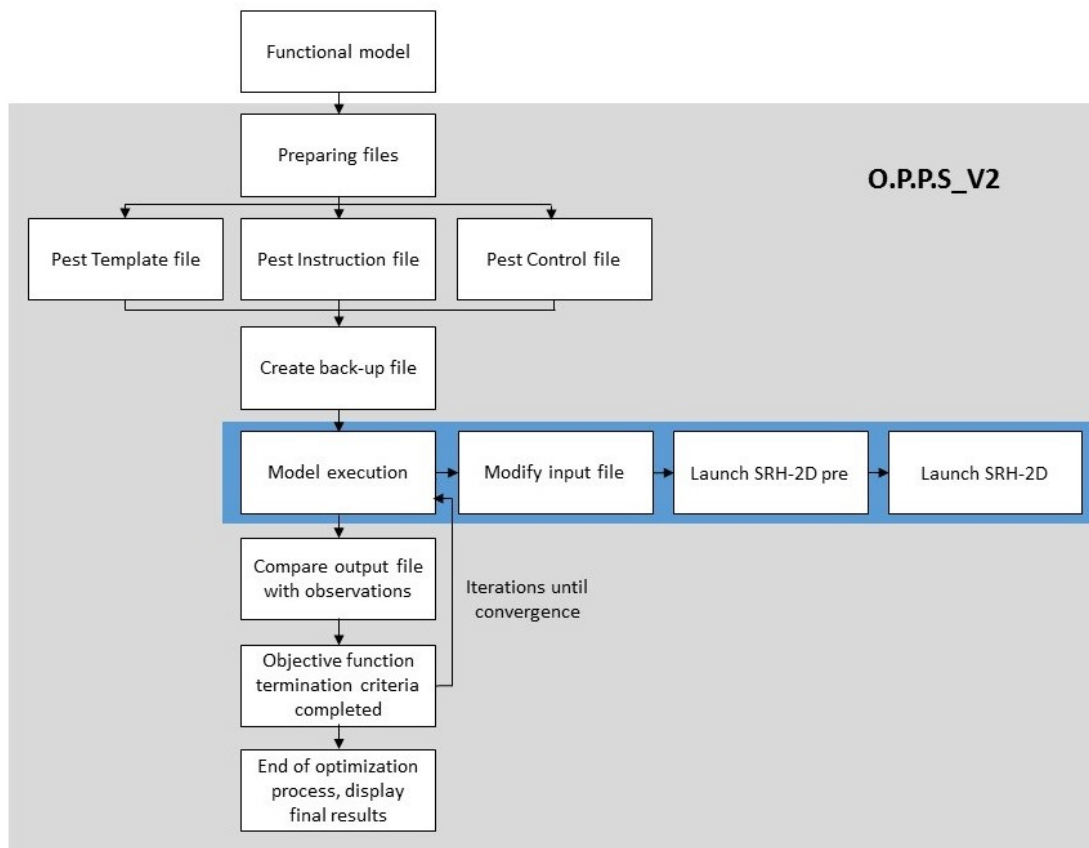 Functional model
Preparing files
O.P.P.S_V2
Pest Template file
Pest Instruction file
Pest Control file
Create back-up file
Model execution
Modify input file
Launch SRH-2D pre
Launch SRH-2D
Compare output file
with observations
Iterations until
convergence
Objective function
termination criteria
completed
End of optimization
process, display
final results